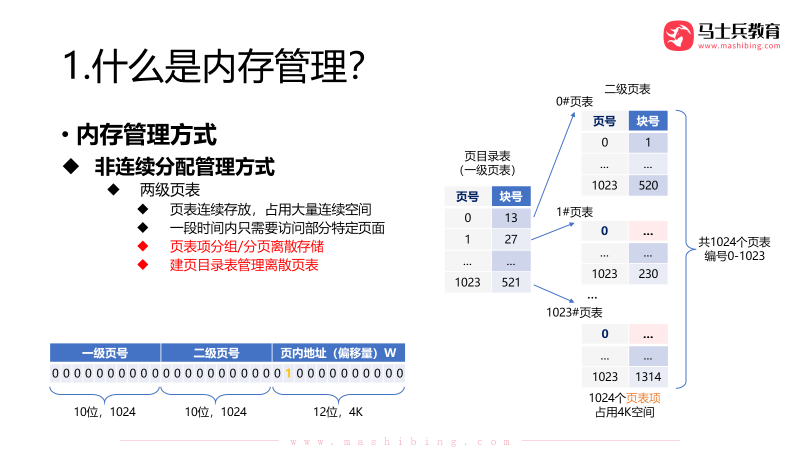 马士兵教育
www.mashibing.com
1.什么是内存管理？
• 内存管理方式
◆ 非连续分配管理方式
◆ 两级页表
◆ 页表连续存放，占用大量连续空间
◆ 一段时间内只需要访问部分特定页面
◆ 页表项分组/分页离散存储
◆ 建页目录表管理离散页表
页目录表
（一级页表）
页号 块号
0 13
1 27
... ...
1023 521
二级页表
0#页表
页号 块号
0 1
... ...
1023 520
1#页表
0 ...
... ...
1023 230
...
1023#页表
0 ...
... ...
1023 1314
1024个页表项
占用4K空间
共1024个页表
编号0-1023
一级页号 二级页号 页内地址（偏移量）W
0 0 0 0 0 0 0 0 0 0 0 0 0 0 0 0 0 0 0 0 0 1 0 0 0 0 0 0 0 0 0 0
10位，1024 10位，1024 12位，4K
www.mashibing.com